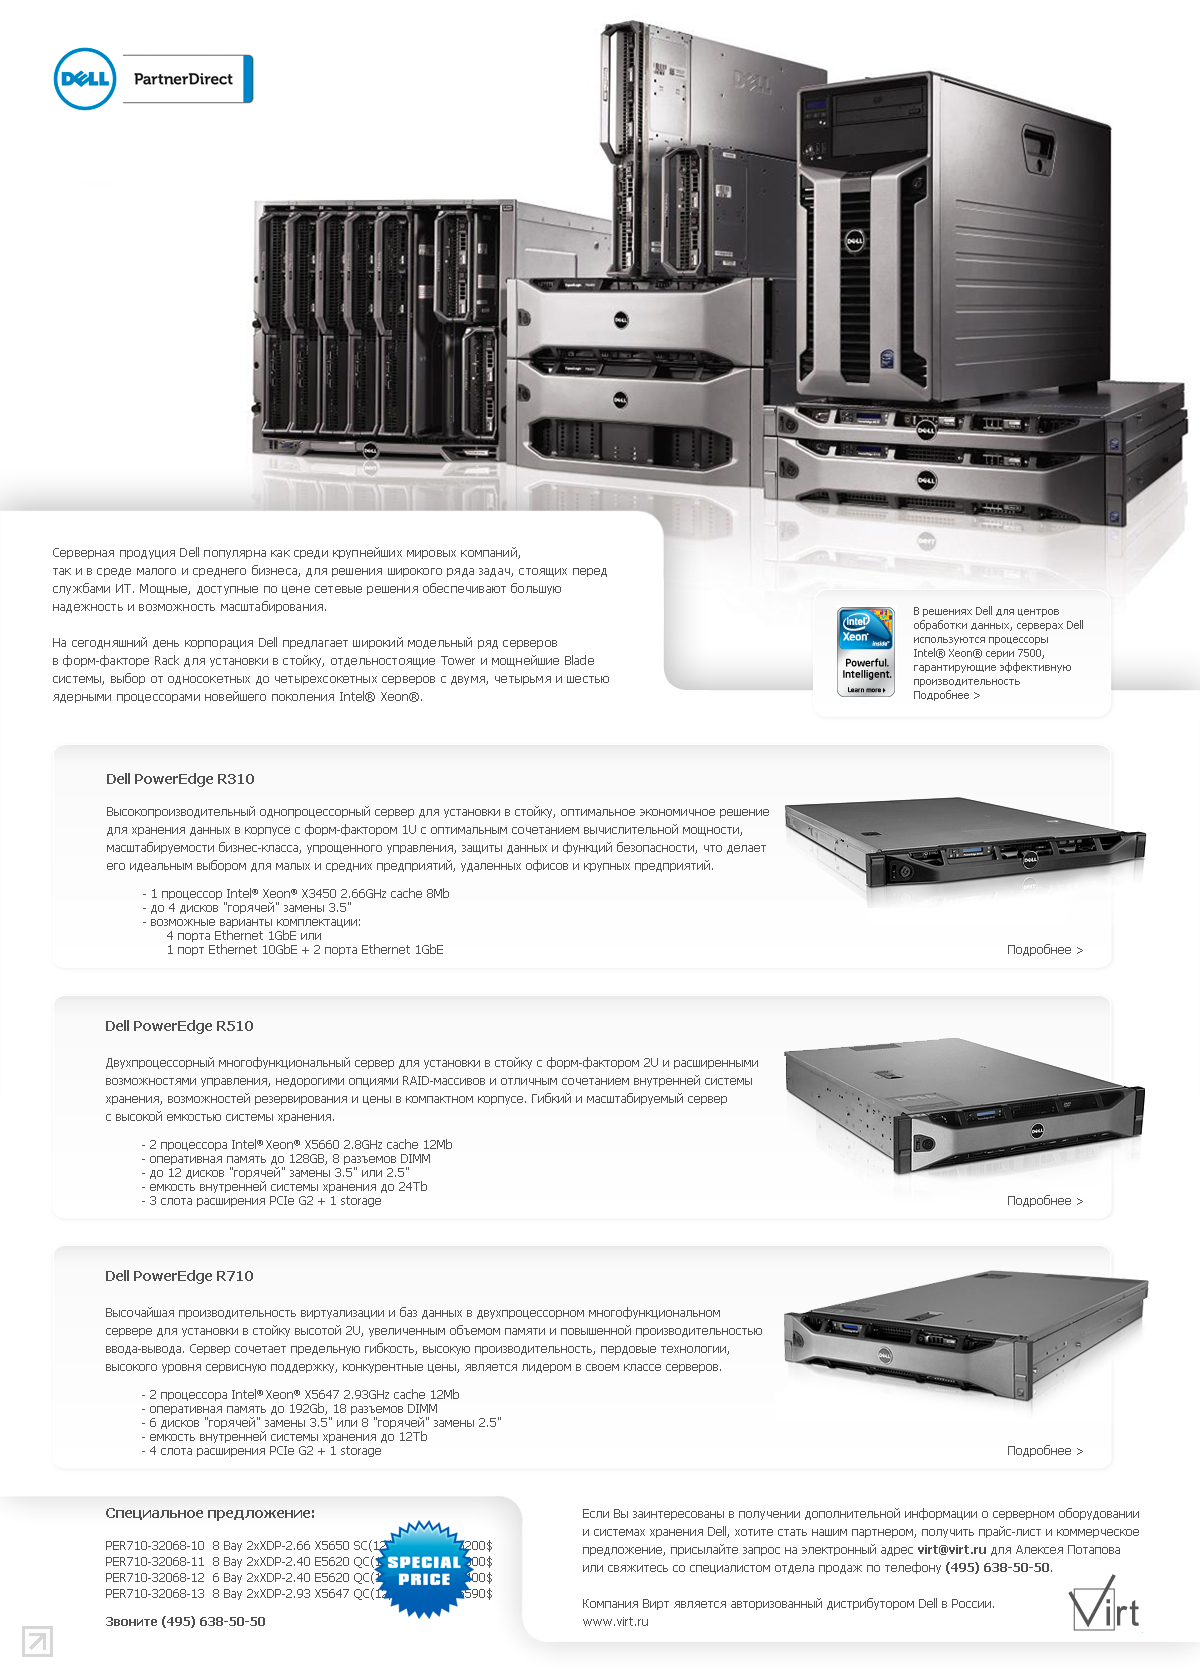 DELL
PartnerDirect
Серверная продуция Dell популярна как среди крупнейших мировых компаний,
так и в среде малого и среднего бизнеса, для решения широкого ряда задач, стоящих перед
службами ИТ. Мощные, доступные по цене сетевые решения обеспечивают большую
надежность и возможность масштабирования.
На сегодняшний день корпорация Dell предлагает широкий модельный ряд серверов
в форм-факторе Rack для установки в стойку, отдельностоящие Tower и мощнейшие Blade
системы, выбор от односокетных до четырехсокетных серверов с двумя, четырьмя и шестью
ядерными процессорами новейшего поколения Intel® Xeon®.
intel
Xeon®
inside™
Powerful.
Intelligent.
Learn more
В решениях Dell для центров
обработки данных, серверах Dell
используются процессоры
Intel® Xeon® серии 7500,
гарантирующие эффективную
производительность
Подробнее >
Dell PowerEdge R310
Высокопроизводительный однопроцессорный сервер для установки в стойку, оптимальное экономичное решение
для хранения данных в корпусе с форм-фактором 1U с оптимальным сочетанием вычислительной мощности,
масштабируемости бизнес-класса, упрощенного управления, защиты данных и функций безопасности, что делает
его идеальным выбором для малых и средних предприятий, удаленных офисов и крупных предприятий.
- 1 процессор Intel® Xeon® X3450 2.66GHz cache 8Mb
- до 4 дисков "горячей" замены 3.5"
- возможные варианты комплектации:
4 порта Ethernet 1GbE или
1 порт Ethernet 10GbE + 2 порта Ethernet 1GbE
Подробнее >
Dell PowerEdge R510
Двухпроцессорный многофункциональный сервер для установки в стойку с форм-фактором 2U и расширенными
возможностями управления, недорогими опциями RAID-массивов и отличным сочетанием внутренней системы
хранения, возможностей резервирования и цены в компактном корпусе. Гибкий и масштабируемый сервер
с высокой емкостью системы хранения.
- 2 процессора Intel® Xeon® X5660 2.8GHz cache 12Mb
- оперативная память до 128GB, 8 разъемов DIMM
- до 12 дисков "горячей" замены 3.5" или 2.5"
- емкость внутренней системы хранения до 24Tb
- 3 слота расширения PCIe G2 + 1 storage
Подробнее >
Dell PowerEdge R710
Высочайшая производительность виртуализации и баз данных в двухпроцессорном многофункциональном
сервере для установки в стойку высотой 2U, увеличенным объемом памяти и повышенной производительностью
ввода-вывода. Сервер сочетает предельную гибкость, высокую производительность, пердовые технологии,
высокого уровня сервисную поддержку, конкурентные цены, является лидером в своем классе серверов.
- 2 процессора Intel® Xeon® X5647 2.93GHz cache 12Mb
- оперативная память до 192Gb, 18 разъемов DIMM
- 6 дисков "горячей" замены 3.5" или 8 "горячей" замены 2.5"
- емкость внутренней системы хранения до 12Tb
- 4 слота расширения PCIe G2 + 1 storage
Подробнее >
Специальное предложение:
PER710-32068-10 8 Bay 2xXDP-2.66 X5650
PER710-32068-11 8 Bay 2xXDP-2.40 E5620
PER710-32068-12 6 Bay 2xXDP-2.40 E5620
PER710-32068-13 8 Bay 2xXDP-2.93 X5647
SPECIAL
PRICE
Звоните (495) 638-50-50
Если Вы заинтересованы в получении дополнительной информации о серверном оборудовании
и системах хранения Dell, хотите стать нашим партнером, получить прайс-лист и коммерческое
предложение, присылайте запрос на электронный адрес virt@virt.ru для Алексея Потапова
или свяжитесь со специалистом отдела продаж по телефону (495) 638-50-50.
Компания Вирт является авторизованный дистрибутором Dell в России.
www.virt.ru
Virt